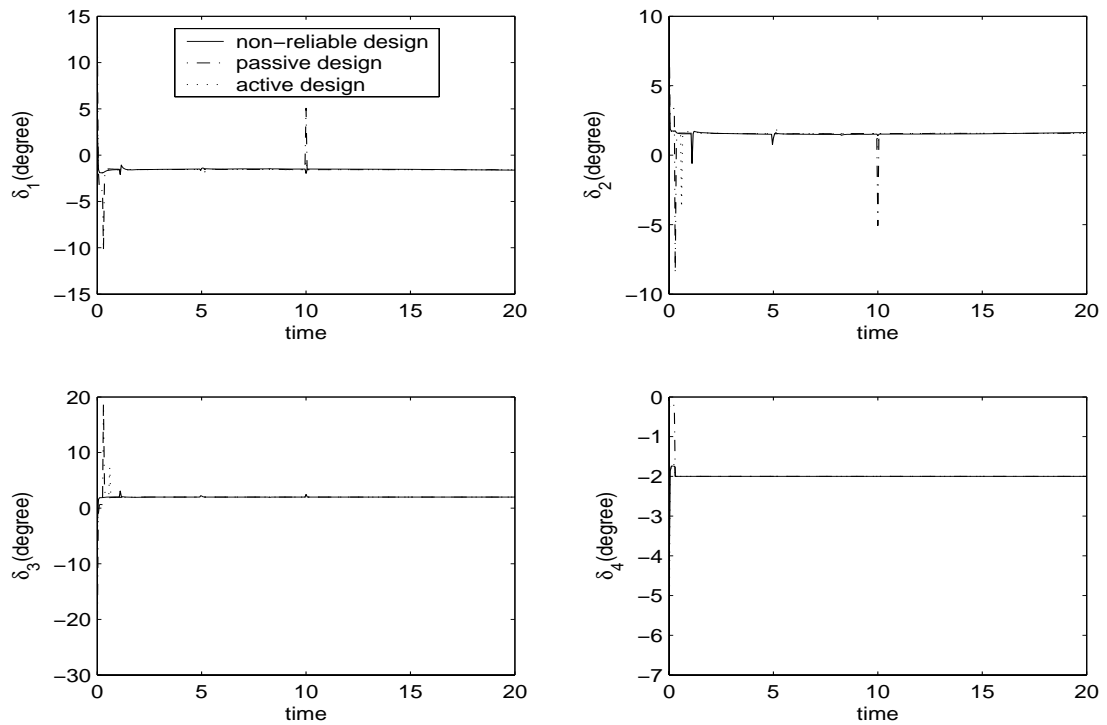 15
10
5
0
−5
−10
−15
δ1(degree)
non−reliable design
passive design
active design
0 5 10 15 20
time
10
5
0
−5
−10
δ2(degree)
0 5 10 15 20
time
20
10
0
−10
−20
−30
δ3(degree)
0 5 10 15 20
time
0
−1
−2
−3
−4
−5
−6
−7
δ4(degree)
0 5 10 15 20
time